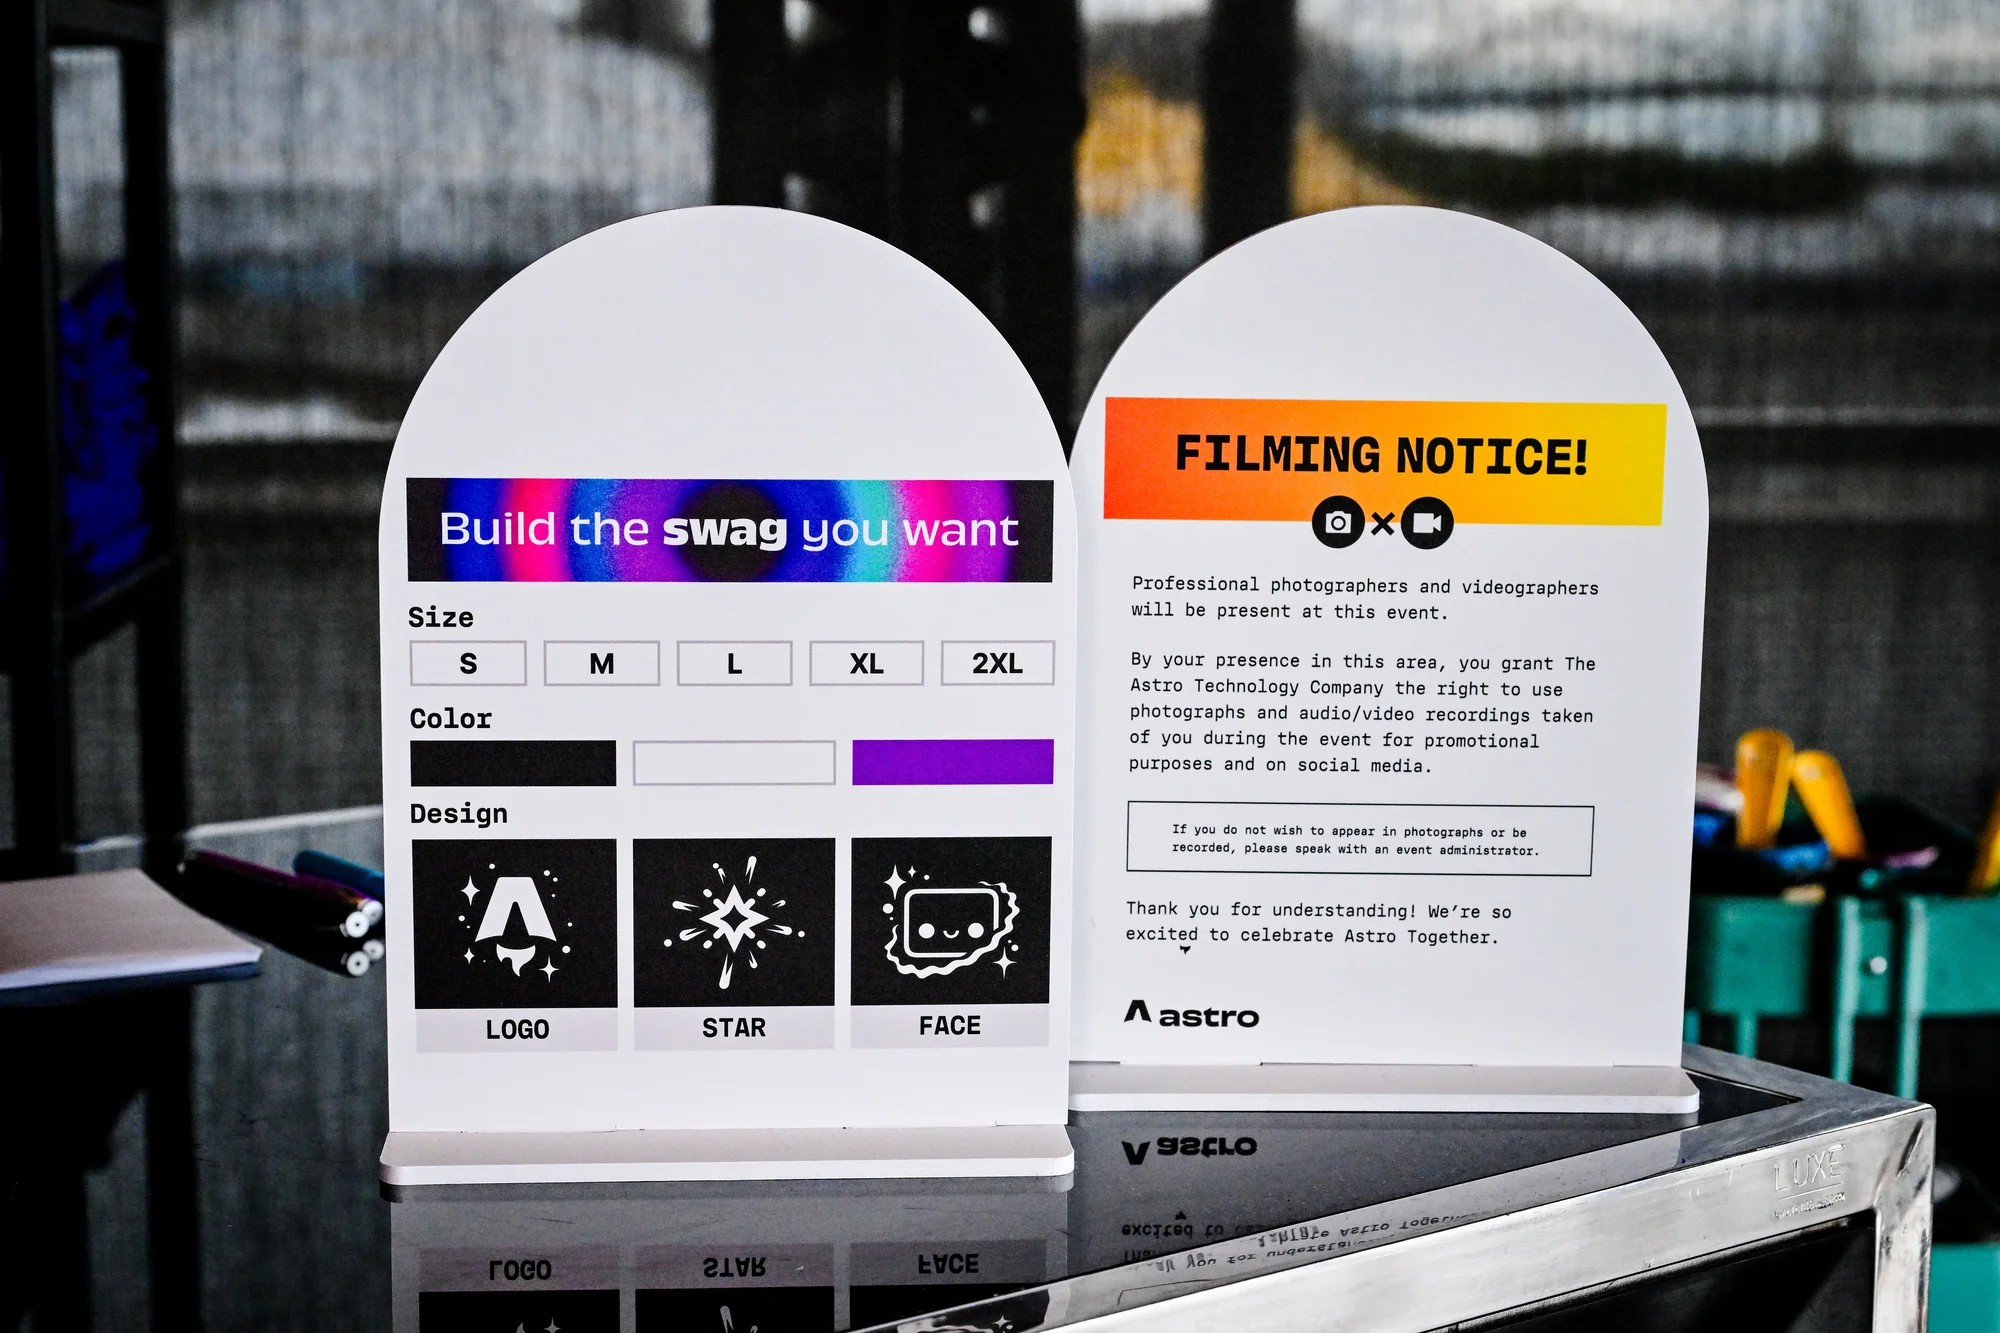 Build the swag you want
Size
S M L XL 2XL
Color
Design
LOGO STAR FACE
FILMING NOTICE!
Professional photographers and videographers
will be present at this event.
By your presence in this area, you grant The
Astro Technology Company the right to use
photographs and audio/video recordings taken
of you during the event for promotional
purposes and on social media.
If you do not wish to appear in photographs or be
recorded, please speak with an event administrator.
Thank you for understanding! We’re so
excited to celebrate Astro Together.
astro
LUXE